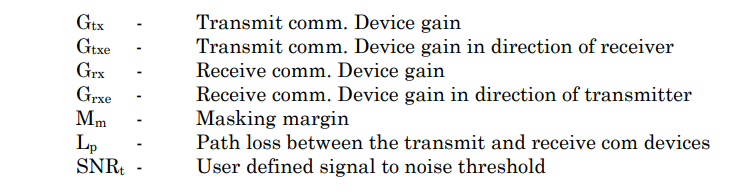 Gtx - Transmit comm. Device gain
Gtxe - Transmit comm. Device gain in direction of receiver
Grx - Receive comm. Device gain
Grxe - Receive comm. Device gain in direction of transmitter
Mm - Masking margin
Lp - Path loss between the transmit and receive com devices
SNRt - User defined signal to noise threshold